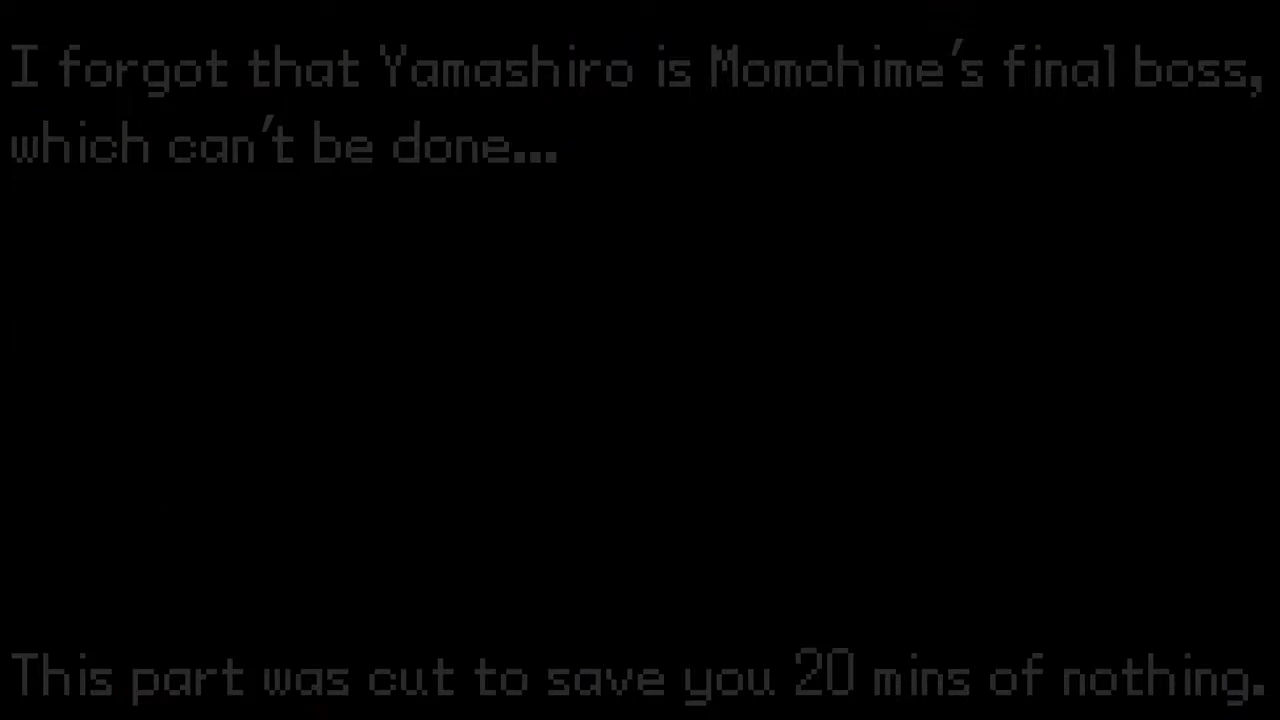 I forgot that Yamashiro is Momohime's final boss,
which can't be done...
This part was cut to save you 20 mins of nothing.